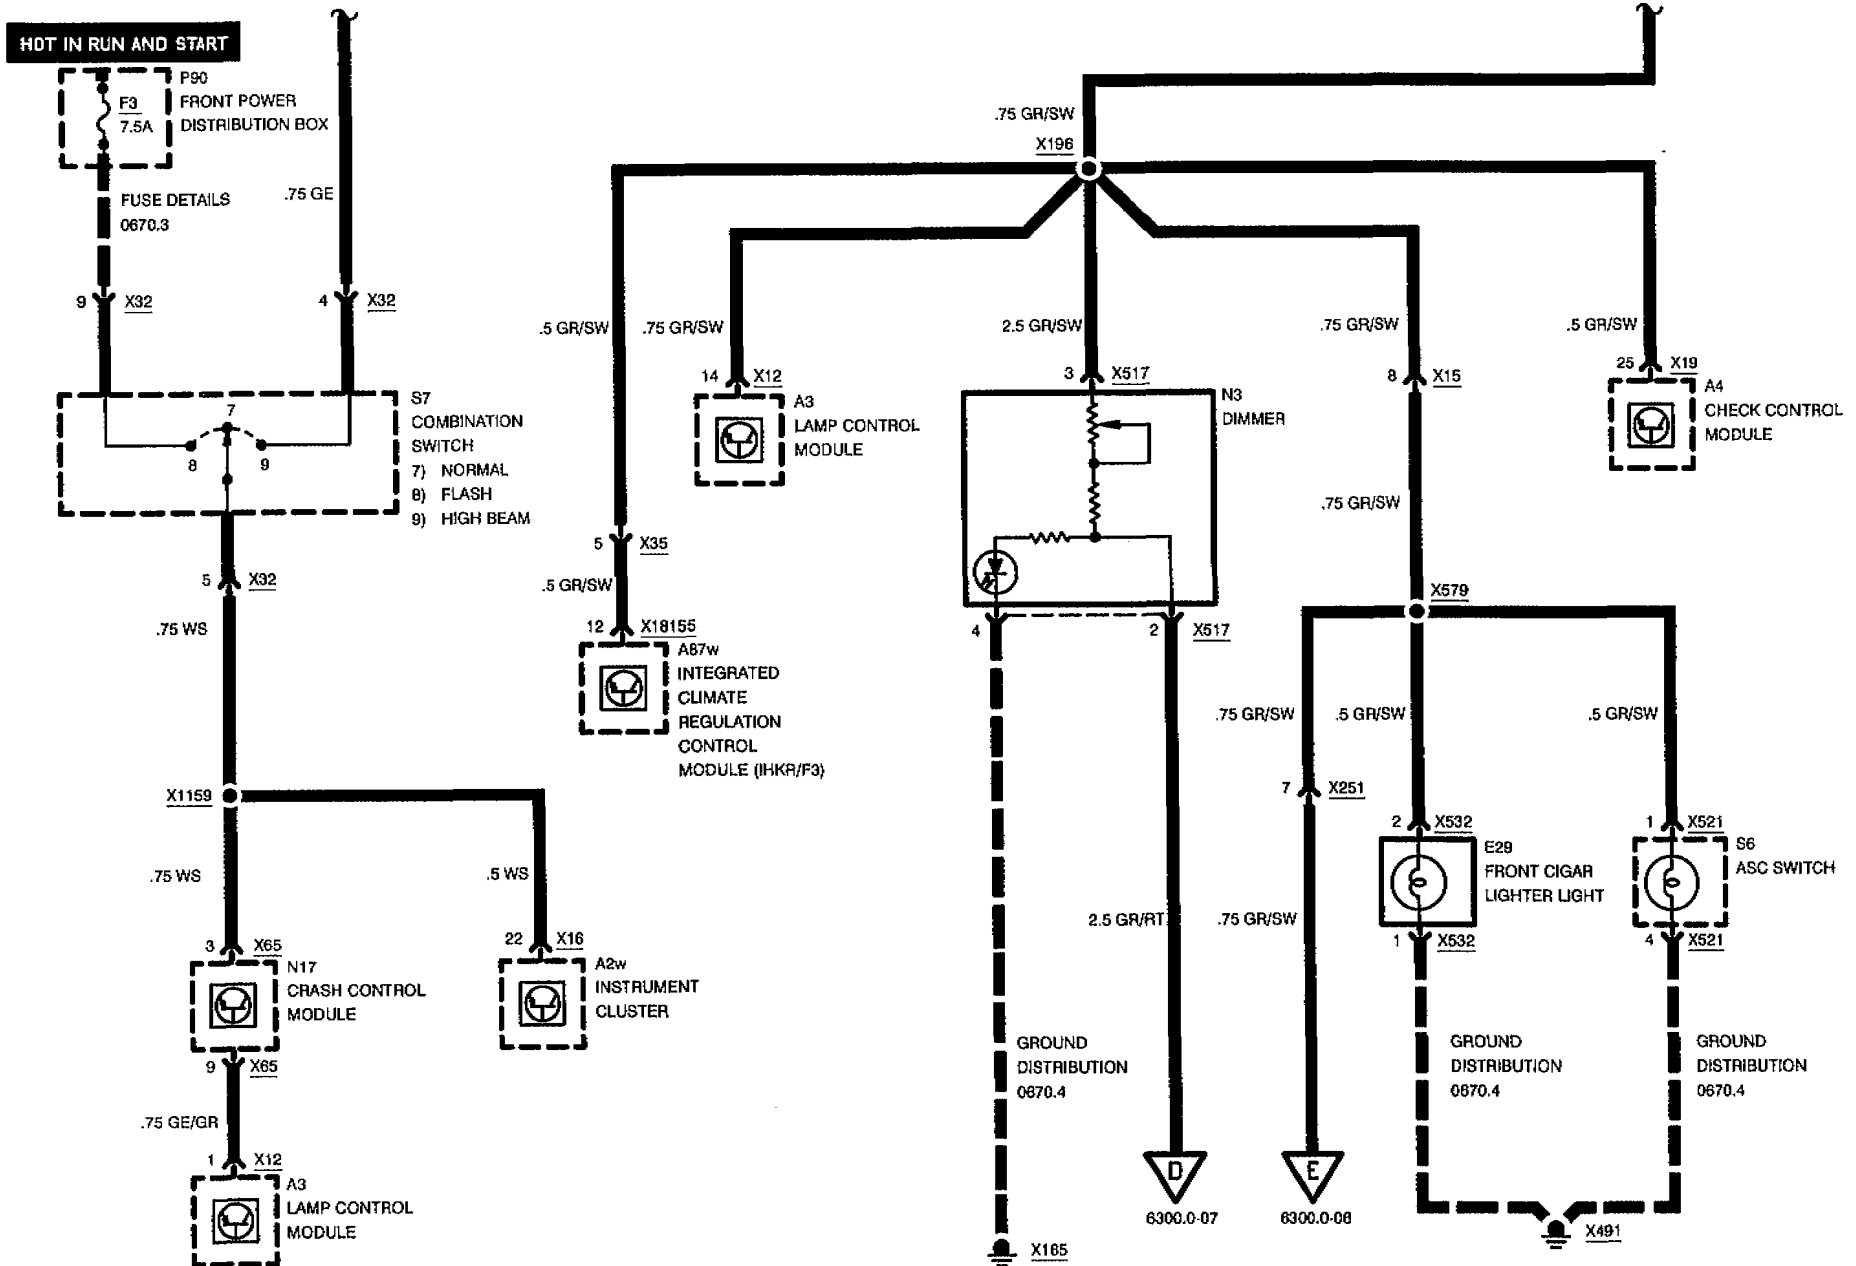 HOT IN RUN AND START
P90
FRONT POWER
DISTRIBUTION BOX
F3
7.5A
FUSE DETAILS
0670.3
.75 GE
9 X32
4 X32
S7
COMBINATION
SWITCH
7) NORMAL
8) FLASH
9) HIGH BEAM
7
8
9
5 X32
.75 WS
X1159
.75 WS
.5 WS
3 X65
N17
CRASH CONTROL
MODULE
9 X65
22 X16
A2w
INSTRUMENT
CLUSTER
.75 GE/GR
1 X12
A3
LAMP CONTROL
MODULE
.75 GR/SW
X196
.5 GR/SW
.75 GR/SW
2.5 GR/SW
.75 GR/SW
.5 GR/SW
14 X12
A3
LAMP CONTROL
MODULE
3 X517
N3
DIMMER
8 X15
25 X19
A4
CHECK CONTROL
MODULE
5 X35
.5 GR/SW
12 X18155
A87w
INTEGRATED
CLIMATE
REGULATION
CONTROL
MODULE (IHKR/F3)
4
2 X517
.75 GR/SW
X579
.75 GR/SW
.5 GR/SW
.5 GR/SW
7 X251
2 X532
E29
FRONT CIGAR
LIGHTER LIGHT
1 X532
1 X521
S6
ASC SWITCH
4 X521
2.5 GR/RT
.75 GR/SW
GROUND
DISTRIBUTION
0670.4
GROUND
DISTRIBUTION
0670.4
GROUND
DISTRIBUTION
0670.4
D
6300.0-07
E
6300.0-08
X165
X491